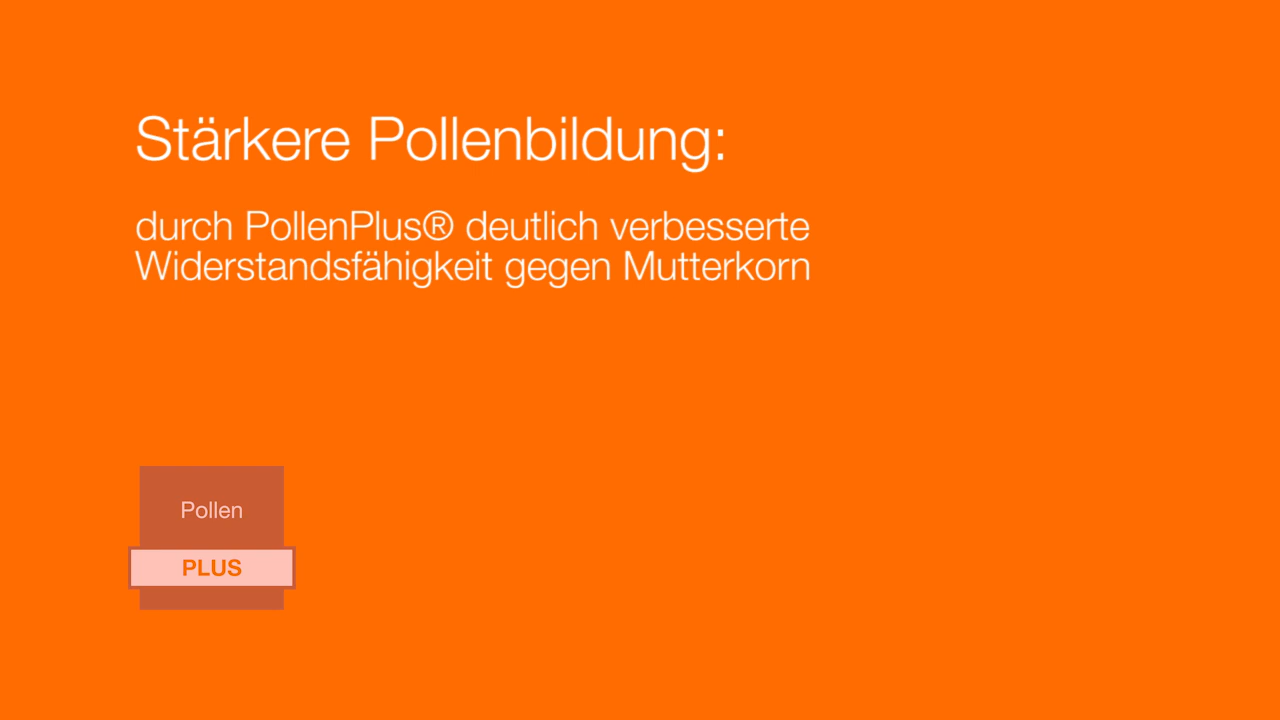 Stärkere Pollenbildung:
durch PollenPlus® deutlich verbesserte
Widerstandsfähigkeit gegen Mutterkorn
Pollen
PLUS